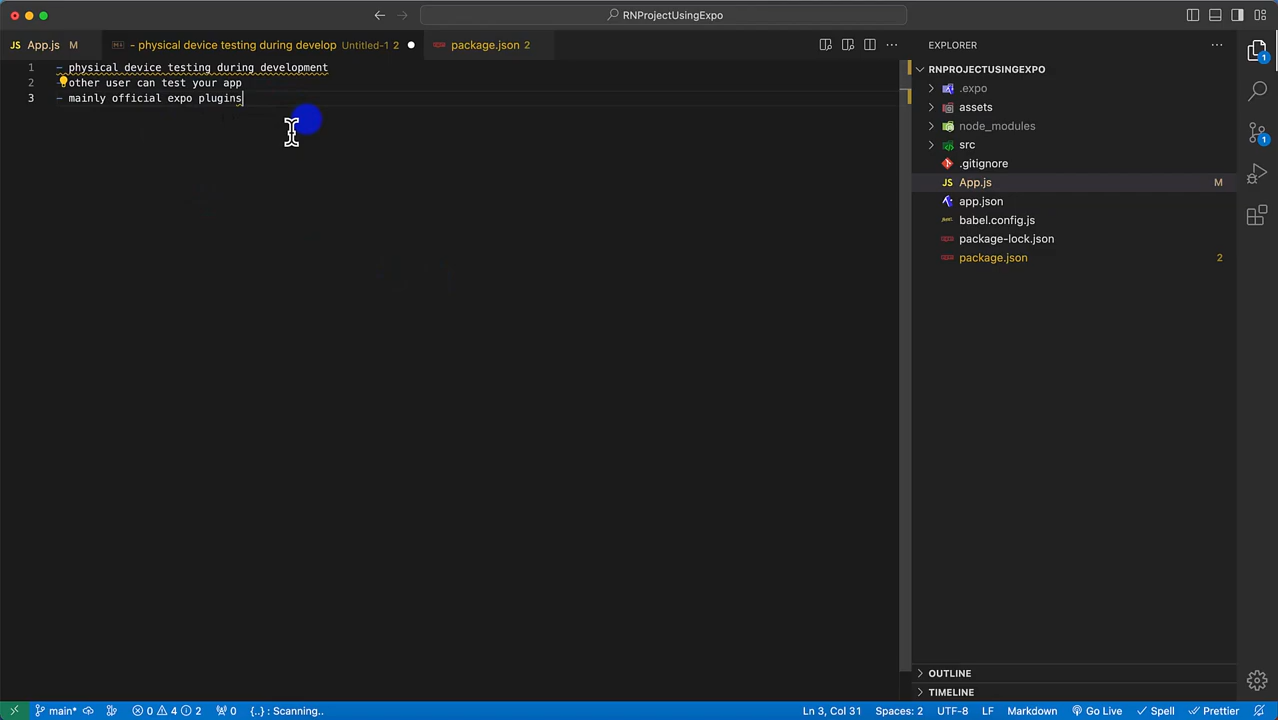 RNProjectUsingExpo
JS App.js M
- physical device testing during develop Untitled-1 2
package.json 2
EXPLORER
1 - physical device testing during development
2 other user can test your app
3 - mainly official expo plugins
RNPROJECTUSINGEXPO
.expo
assets
node_modules
src
.gitignore
JS App.js M
app.json
babel.config.js
package-lock.json
package.json 2
1
1
OUTLINE
TIMELINE
main* 0 4 2 0 {..} : Scanning.. Ln 3, Col 31 Spaces: 2 UTF-8 LF Markdown Go Live Spell Prettier